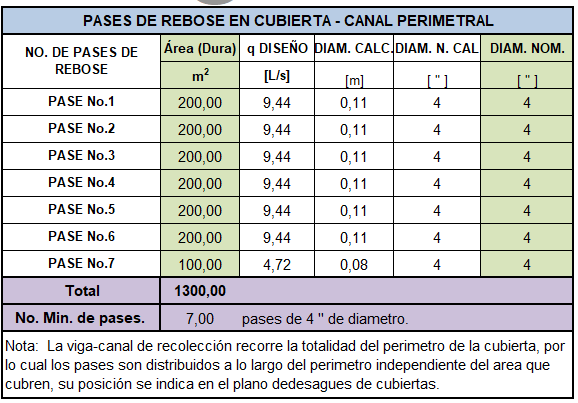 PASES DE REBOSE EN CUBIERTA - CANAL PERIMETRAL
NO. DE PASES DE REBOSE Área (Dura) q DISEÑO DIAM. CALC. DIAM. N. CAL DIAM. NOM.
m² [L/s] [m] [ " ] [ " ]
PASE No.1 200,00 9,44 0,11 4 4
PASE No.2 200,00 9,44 0,11 4 4
PASE No.3 200,00 9,44 0,11 4 4
PASE No.4 200,00 9,44 0,11 4 4
PASE No.5 200,00 9,44 0,11 4 4
PASE No.6 200,00 9,44 0,11 4 4
PASE No.7 100,00 4,72 0,08 4 4
Total 1300,00
No. Min. de pases. 7,00 pases de 4 " de diametro.
Nota: La viga-canal de recolección recorre la totalidad del perimetro de la cubierta, por
lo cual los pases son distribuidos a lo largo del perimetro independiente del area que
cubren, su posición se indica en el plano dedesagues de cubiertas.